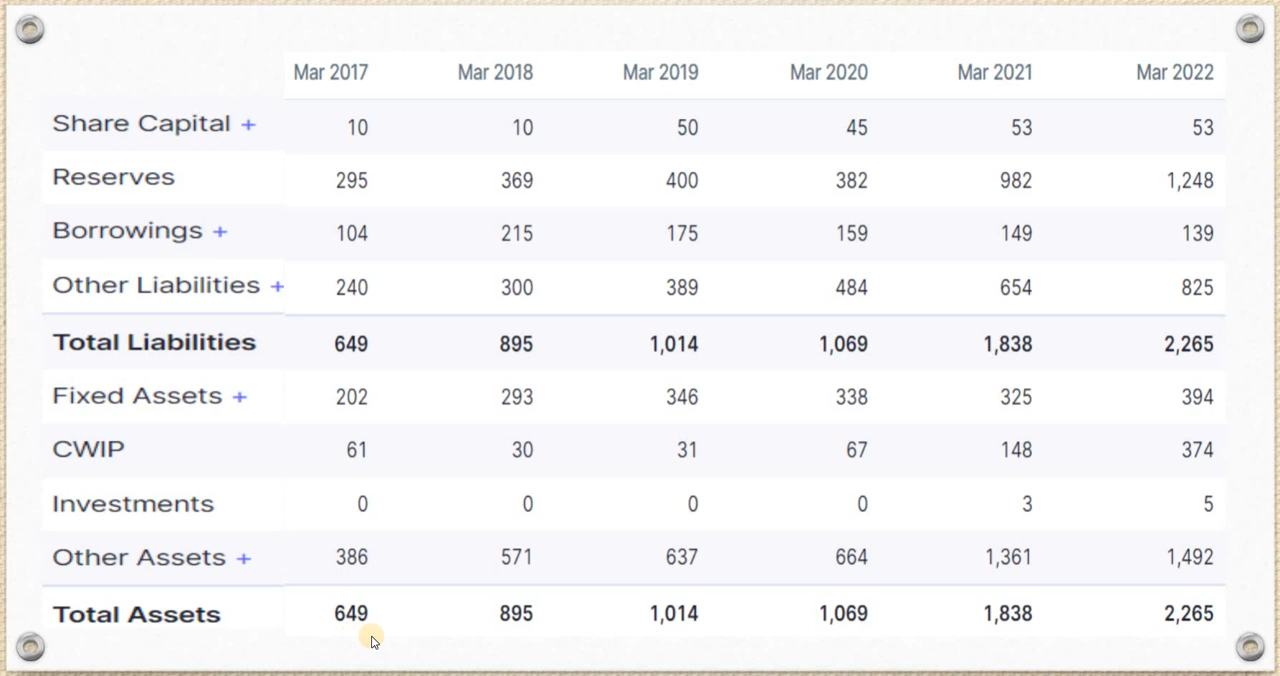 Mar 2017 Mar 2018 Mar 2019 Mar 2020 Mar 2021 Mar 2022
Share Capital + 10 10 50 45 53 53
Reserves 295 369 400 382 982 1,248
Borrowings + 104 215 175 159 149 139
Other Liabilities + 240 300 389 484 654 825
Total Liabilities 649 895 1,014 1,069 1,838 2,265
Fixed Assets + 202 293 346 338 325 394
CWIP 61 30 31 67 148 374
Investments 0 0 0 0 3 5
Other Assets + 386 571 637 664 1,361 1,492
Total Assets 649 895 1,014 1,069 1,838 2,265